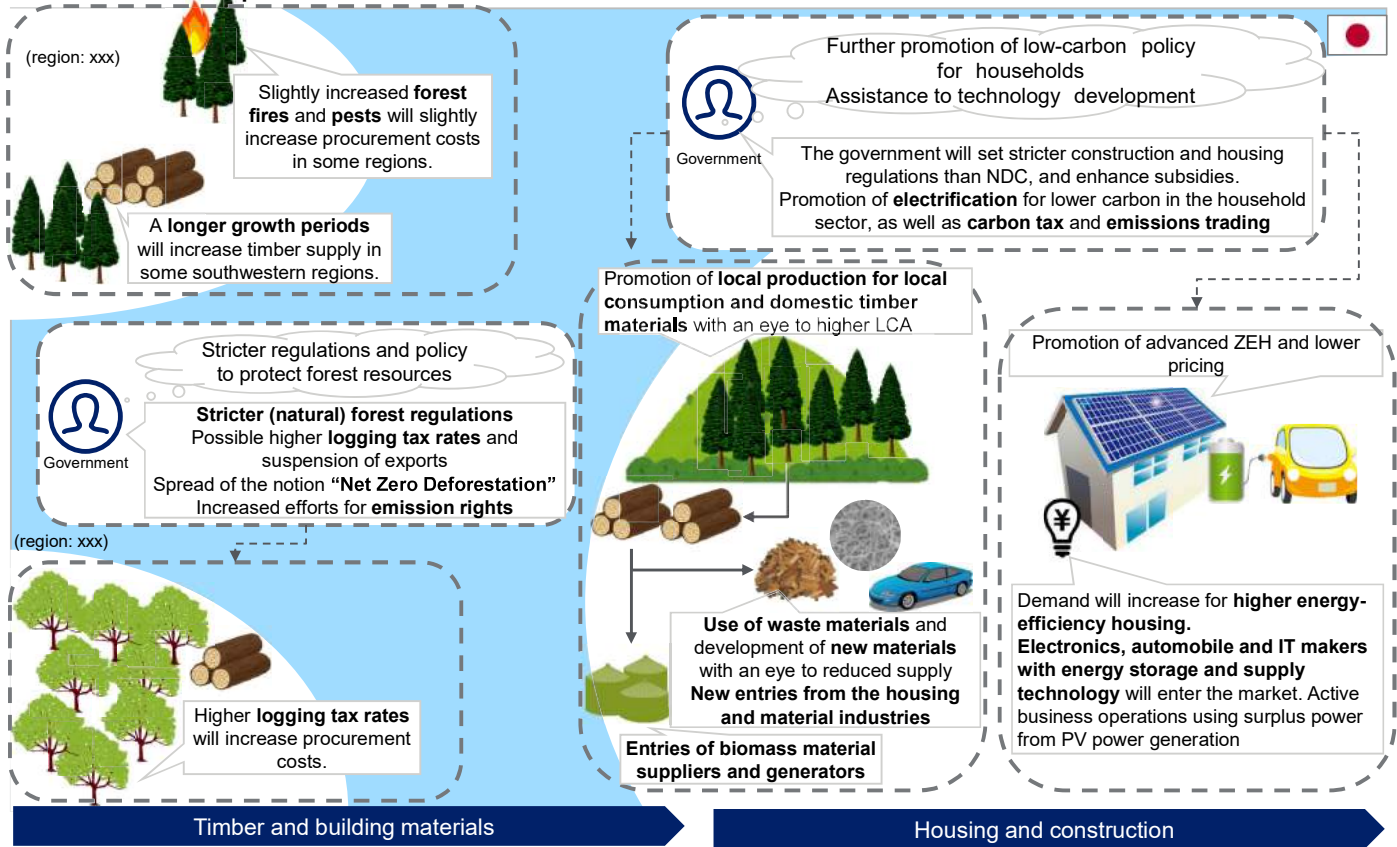 (region: xxx)
Slightly increased forest
fires and pests will slightly
increase procurement costs
in some regions.
A longer growth periods
will increase timber supply in
some southwestern regions.
Stricter regulations and policy
to protect forest resources
Government
Stricter (natural) forest regulations
Possible higher logging tax rates and
suspension of exports
Spread of the notion “Net Zero Deforestation”
Increased efforts for emission rights
(region: xxx)
Higher logging tax rates
will increase procurement
costs.
Timber and building materials
Further promotion of low-carbon policy
for households
Assistance to technology development
Government
The government will set stricter construction and housing
regulations than NDC, and enhance subsidies.
Promotion of electrification for lower carbon in the household
sector, as well as carbon tax and emissions trading
Promotion of local production for local
consumption and domestic timber
materials with an eye to higher LCA
Use of waste materials and
development of new materials
with an eye to reduced supply
New entries from the housing
and material industries
Entries of biomass material
suppliers and generators
Promotion of advanced ZEH and lower
pricing
¥
Demand will increase for higher energy-
efficiency housing.
Electronics, automobile and IT makers
with energy storage and supply
technology will enter the market. Active
business operations using surplus power
from PV power generation
Housing and construction